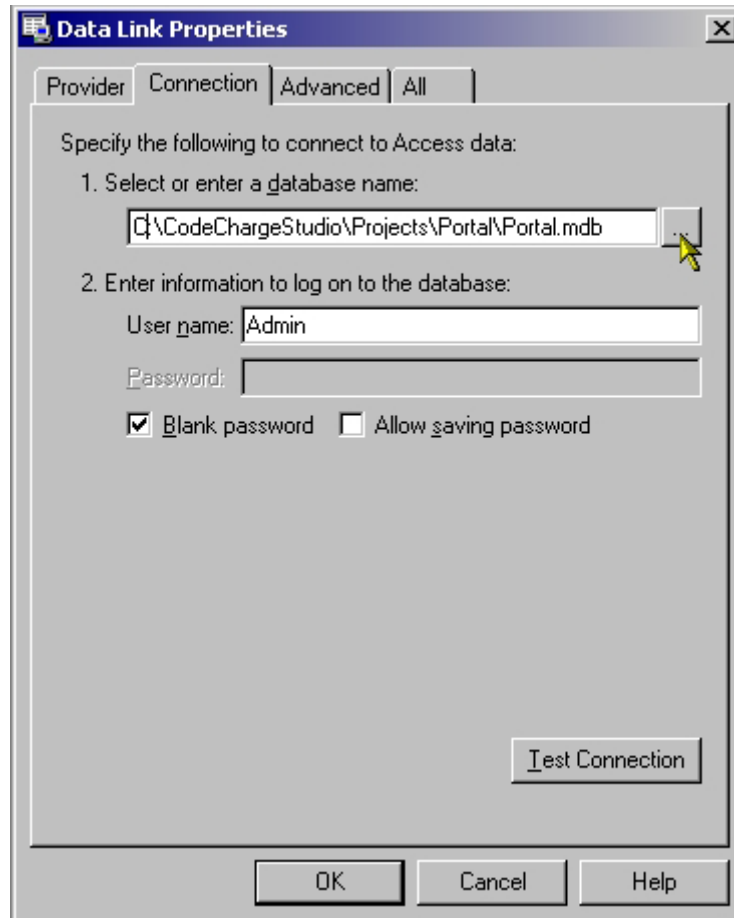 Data Link Properties
Provider Connection Advanced All
Specify the following to connect to Access data:
1. Select or enter a database name:
C:\CodeChargeStudio\Projects\Portal\Portal.mdb ...
2. Enter information to log on to the database:
User name: Admin
Password:
Blank password Allow saving password
Test Connection
OK Cancel Help